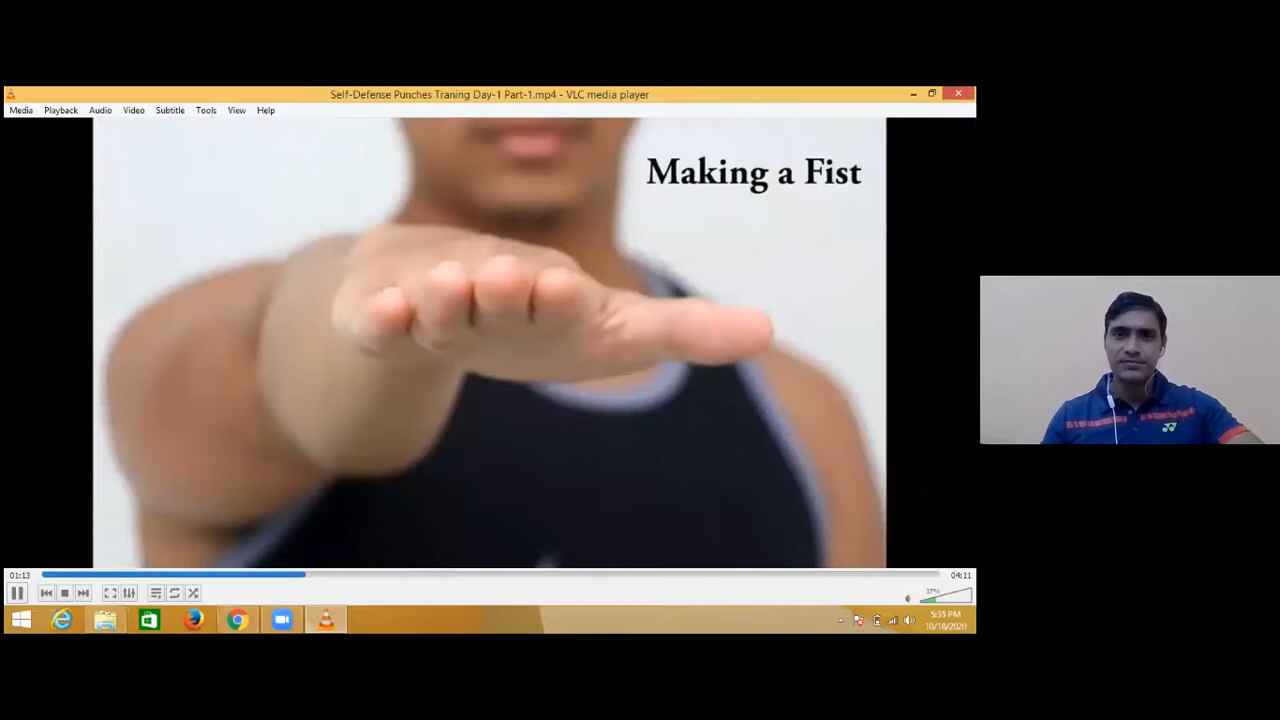 Self-Defense Punches Traning Day-1 Part-1.mp4 - VLC media player
Media Playback Audio Video Subtitle Tools View Help
Making a Fist
01:13
04:11
37%
5:35 PM
10/18/2020